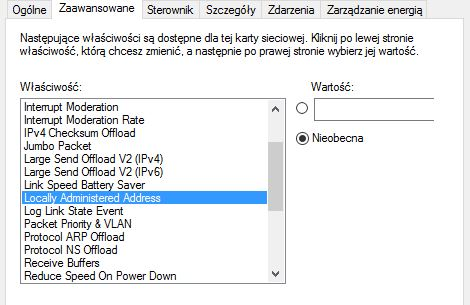 Ogólne Zaawansowane Sterownik Szczegóły Zdarzenia Zarządzanie energią
Następujące właściwości są dostępne dla tej karty sieciowej. Kliknij po lewej stronie
właściwość, którą chcesz zmienić, a następnie po prawej stronie wybierz jej wartość.
Właściwość: Wartość:
Interrupt Moderation
Interrupt Moderation Rate
IPv4 Checksum Offload
Jumbo Packet
Large Send Offload V2 (IPv4)
Large Send Offload V2 (IPv6)
Link Speed Battery Saver
Locally Administered Address
Log Link State Event
Packet Priority & VLAN
Protocol ARP Offload
Protocol NS Offload
Receive Buffers
Reduce Speed On Power Down
Nieobecna